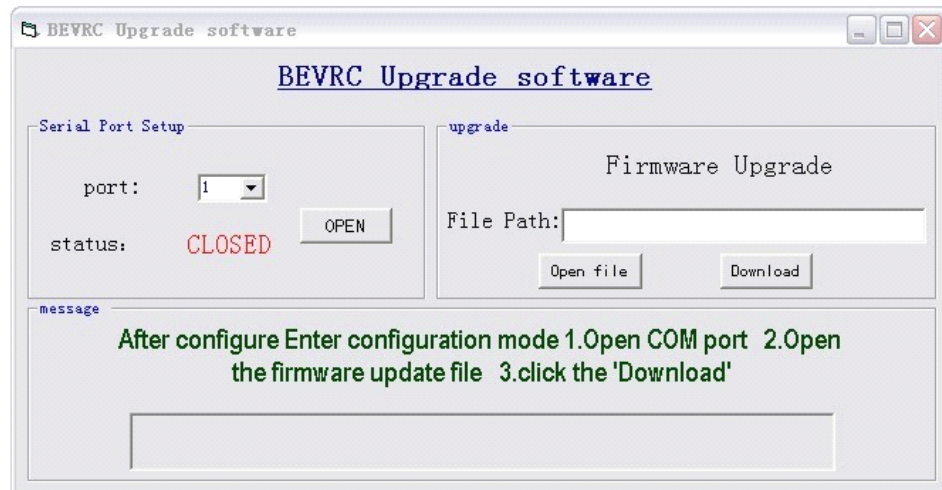 BEVRC Upgrade software
BEVRC Upgrade software
Serial Port Setup
port:
1
status:
CLOSED
OPEN
upgrade
Firmware Upgrade
File Path:
Open file
Download
message
After configure Enter configuration mode 1.Open COM port 2.Open
the firmware update file 3.click the 'Download'